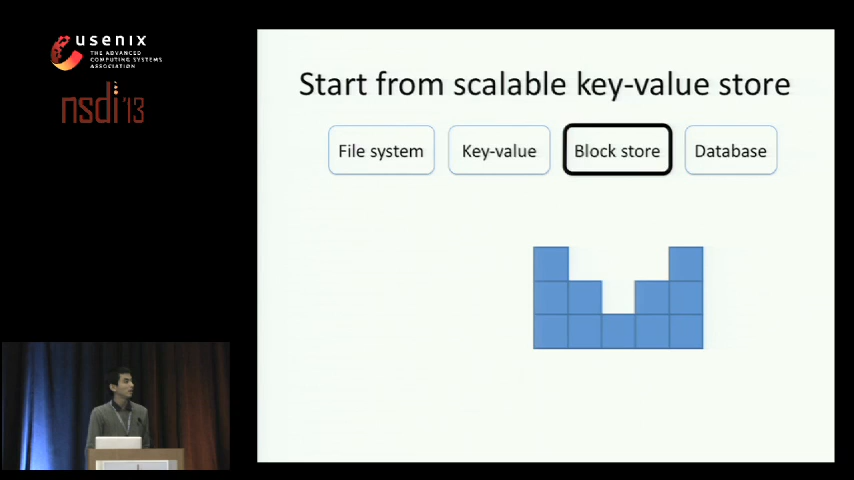 usenix
THE ADVANCED
COMPUTING SYSTEMS
ASSOCIATION
nsdi '13
Start from scalable key-value store
File system
Key-value
Block store
Database